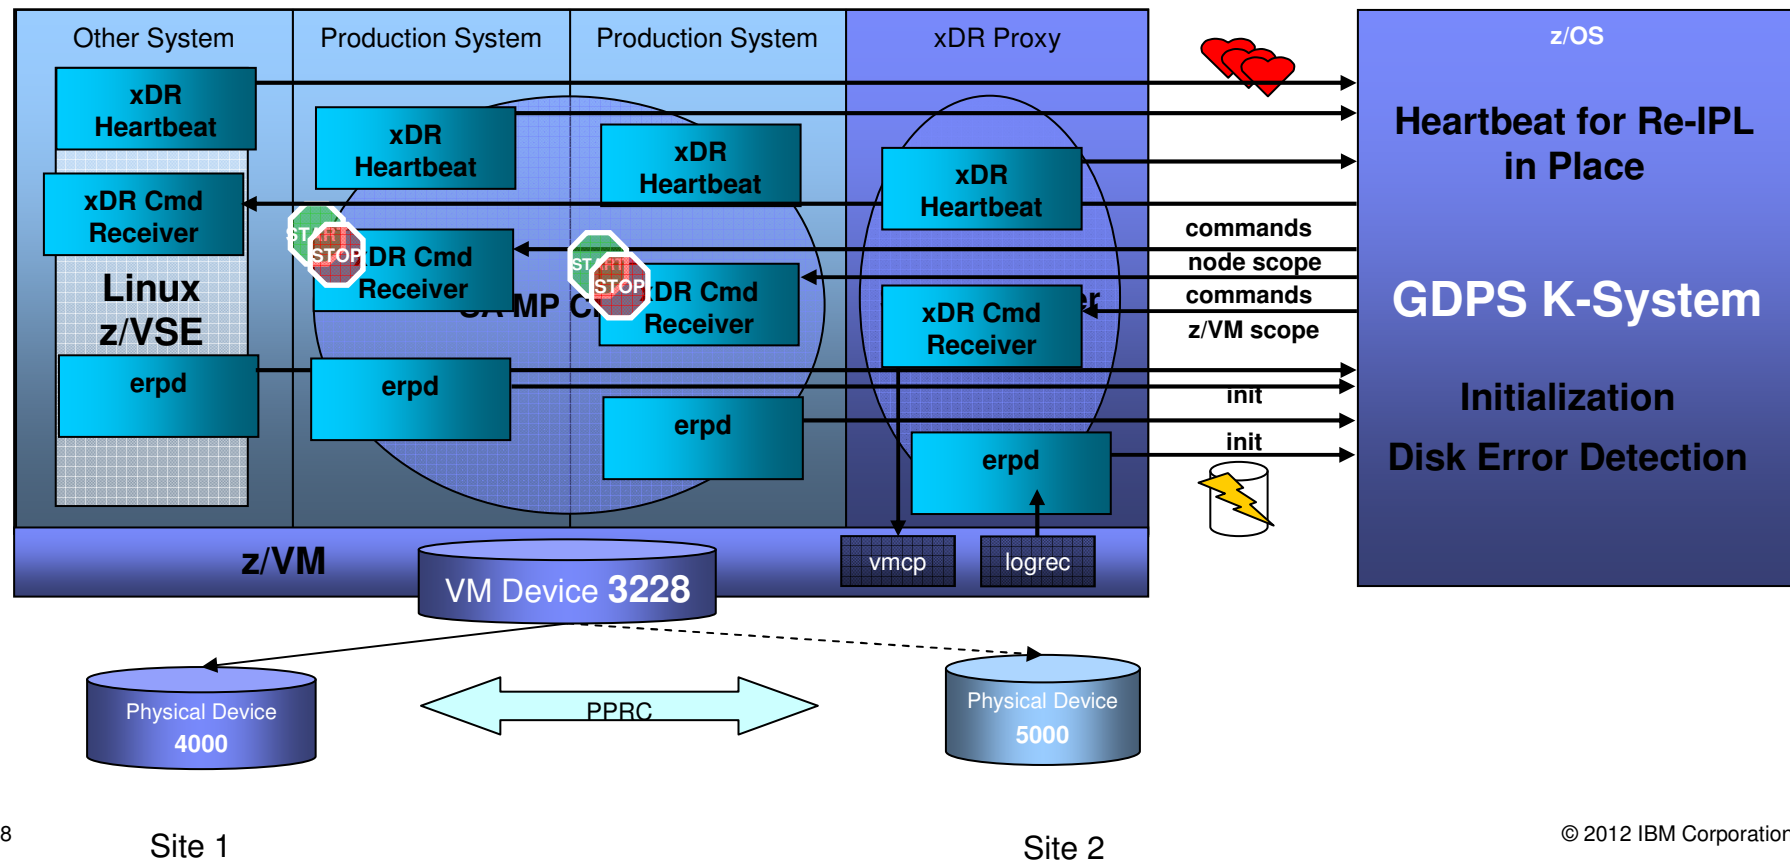 Other System
Production System
Production System
xDR Proxy
z/OS
xDR
Heartbeat
xDR
Heartbeat
xDR
Heartbeat
xDR
Heartbeat
Heartbeat for Re-IPL
in Place
xDR Cmd
Receiver
STOP
DR Cmd
Receiver
STOP
DR Cmd
Receiver
xDR Cmd
Receiver
commands
node scope
commands
z/VM scope
GDPS K-System
Linux
z/VSE
MP
erpd
erpd
erpd
erpd
init
init
Initialization
Disk Error Detection
z/VM
VM Device 3228
vmcp
logrec
Physical Device
4000
PPRC
Physical Device
5000
8
Site 1
Site 2
© 2012 IBM Corporation